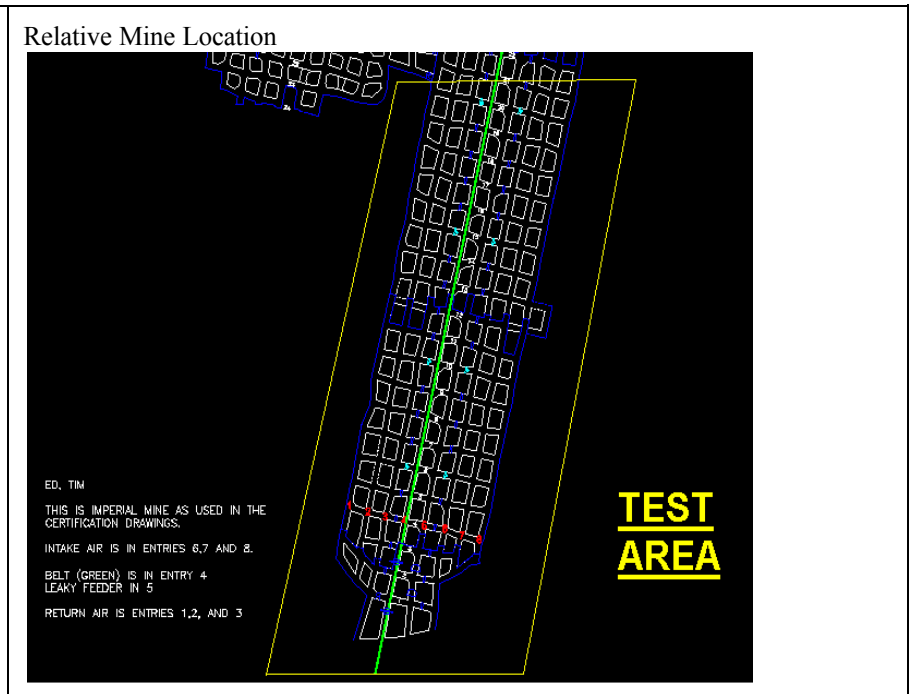 Relative Mine Location
ED, TIM
THIS IS IMPERIAL MINE AS USED IN THE
CERTIFICATION DRAWINGS.
INTAKE AIR IS IN ENTRIES 6,7 AND 8.
BELT (GREEN) IS IN ENTRY 4
LEAKY FEEDER IN 5
RETURN AIR IS ENTRIES 1,2, AND 3
TEST
AREA